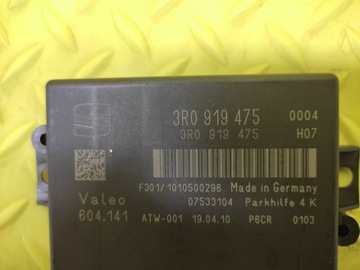 3R0 919 475 0004
3R0 919 475 H07
F301/1010500296 Made in Germany
Valeo 07533104 Parkhilfe 4 K
604.141 ATW-001 19.04.10 P6CR 0103